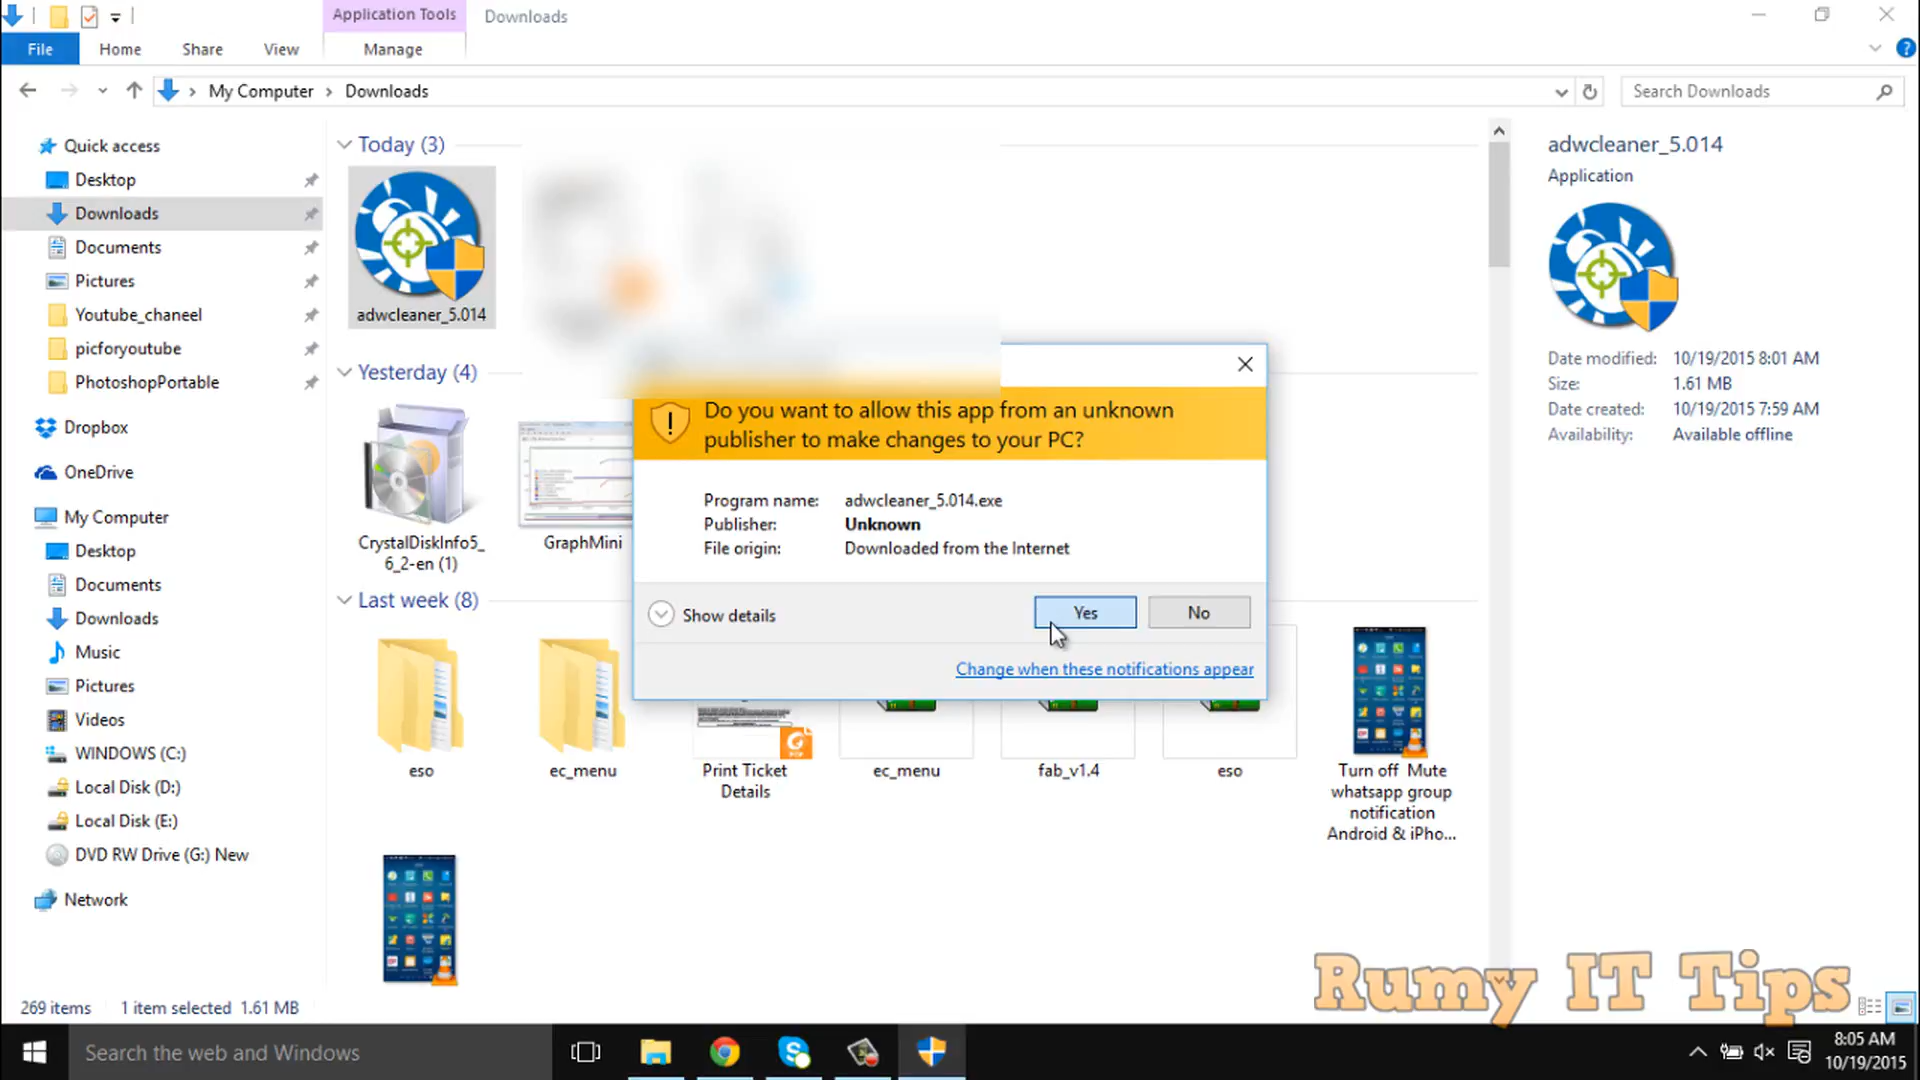 Application Tools
Downloads
File
Home
Share
View
Manage
My Computer
Downloads
Search Downloads
Quick access
Desktop
Downloads
Documents
Pictures
Youtube_chaneel
picforyoutube
PhotoshopPortable
Dropbox
OneDrive
My Computer
Desktop
Documents
Downloads
Music
Pictures
Videos
WINDOWS (C:)
Local Disk (D:)
Local Disk (E:)
DVD RW Drive (G:) New
Network
Today (3)
adwcleaner_5.014
Yesterday (4)
CrystalDiskInfo5_
6_2-en (1)
GraphMini
Last week (8)
eso
ec_menu
Print Ticket
Details
ec_menu
fab_v1.4
eso
Turn off Mute
whatsapp group
notification
Android & iPho...
Do you want to allow this app from an unknown
publisher to make changes to your PC?
Program name: adwcleaner_5.014.exe
Publisher: Unknown
File origin: Downloaded from the Internet
Show details
Yes
No
Change when these notifications appear
adwcleaner_5.014
Application
Date modified: 10/19/2015 8:01 AM
Size: 1.61 MB
Date created: 10/19/2015 7:59 AM
Availability: Available offline
Rumy IT Tips
269 items
1 item selected 1.61 MB
Search the web and Windows
8:05 AM
10/19/2015